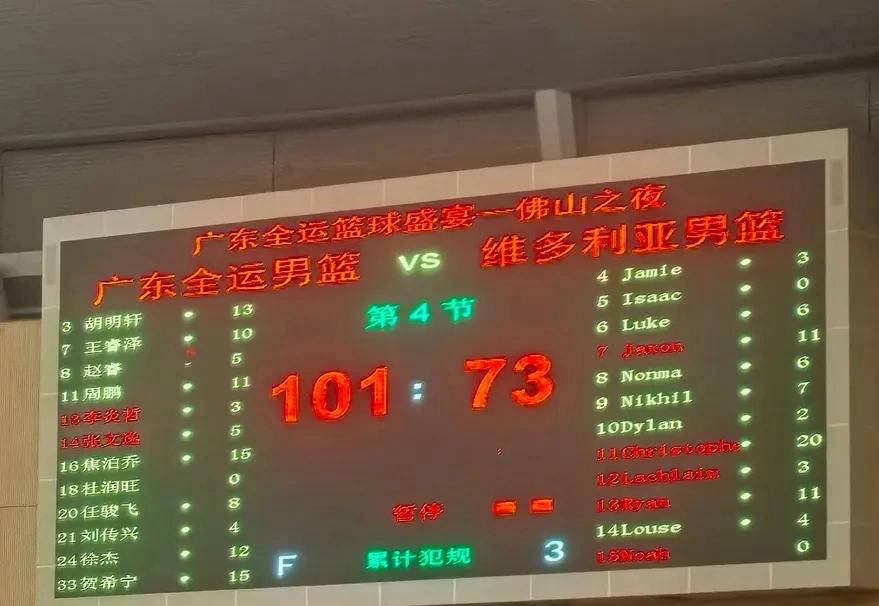 广东全运篮球盛宴一佛山之夜
广东全运男篮 VS 维多利亚男篮
第 4 节
101 : 73
暂停
F 累计犯规 3
3 胡明轩 13
7 王睿泽 10
8 赵睿 5
11 周鹏 11
13 李炎哲 3
14 张文逸 5
16 焦泊乔 15
18 杜润旺 0
20 任骏飞 8
21 刘传兴 4
24 徐杰 12
33 贺希宁 15
4 Jamie 3
5 Isaac 0
6 Luke 6
7 Jaron 11
8 Nonma 6
9 Nikhil 7
10 Dylan 2
11 Christophe 20
12 Lachlain 3
13 Ryan 11
14 Louse 4
15 Noah 0